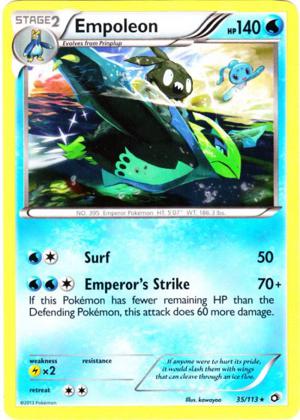 STAGE2
Empoleon
HP140
Evolves from Prinplup
NO. 395 Emperor Pokémon HT. 5'07" WT. 186.3 lbs.
Surf 50
Emperor's Strike 70+
If this Pokémon has fewer remaining HP than the
Defending Pokémon, this attack does 60 more damage.
weakness
resistance
×2
retreat
If anyone were to hurt its pride,
it would slash them with wings
that can cleave through an ice floe.
Illus. kawayoo
35/113
©2013 Pokémon